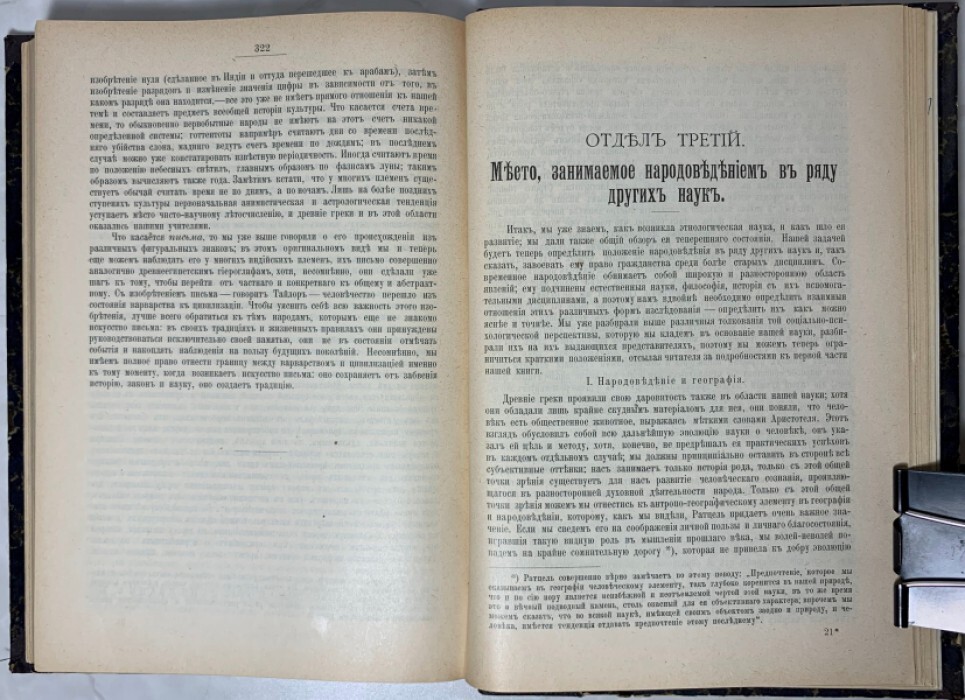 322
изобрѣтеніе нуля (сдѣланное въ Индіи и оттуда перешедшее къ арабамъ), затѣмъ
изобрѣтеніе разрядовъ и измѣненіе значенія цифры въ зависимости отъ того, въ
какомъ разрядѣ она находится,—все это уже не имѣетъ прямого отношенія къ нашей
темѣ и составляетъ предметъ всеобщей исторіи культуры. Что касается счета вре-
мени, то обыкновенно первобытные народы не имѣютъ на этотъ счетъ никакой
опредѣленной системы; готтентоты напримѣръ считаютъ дни со времени послѣд-
няго убійства слона, мадинго ведутъ счетъ времени по дождямъ; въ послѣднемъ
случаѣ можно уже констатировать извѣстную періодичность. Иногда считаютъ время
по положенію небесныхъ свѣтилъ, главнымъ образомъ по фазисамъ луны; такимъ
образомъ вычисляютъ также года. Замѣтимъ кстати, что у многихъ племенъ суще-
ствуетъ обычай считать время не по днямъ, а по ночамъ. Лишь на болѣе позднихъ
ступеняхъ культуры первоначальная анимистическая и астрологическая тенденція
уступаетъ мѣсто чисто-научному лѣтосчисленію, и древніе греки и въ этой области
оказались нашими учителями.
Что касается письма, то мы уже выше говорили о его происхожденіи изъ
различныхъ фигуральныхъ знаковъ; въ этомъ оригинальномъ видѣ мы и теперь
еще можемъ наблюдать его у многихъ индійскихъ племенъ, ихъ письмо совершенно
аналогично древнеегипетскимъ іероглифамъ, хотя, несомнѣнно, они сдѣлали уже
шагъ къ тому, чтобы перейти отъ частнаго и конкретнаго къ общему и абстракт-
ному. Съ изобрѣтеніемъ письма — говоритъ Тайлоръ — человѣчество перешло изъ
состоянія варварства къ цивилизаціи. Чтобы уяснить себѣ всю важность этого изо-
брѣтенія, лучше всего обратиться къ тѣмъ народамъ, которымъ еще не знакомо
искусство письма: въ своихъ традиціяхъ и жизненныхъ правилахъ они принуждены
руководствоваться исключительно своей памятью, они не въ состояніи отмѣчать
событія и накоплять наблюденія на пользу будущихъ поколѣній. Несомнѣнно, мы
имѣемъ полное право отвести границу между варварствомъ и цивилизаціей именно
къ тому моменту, когда возникаетъ искусство письма: оно сохраняетъ отъ забвенія
исторію, законъ и науку, оно создаетъ традицію.
ОТДѢЛЪ ТРЕТІЙ.
Мѣсто, занимаемое народовѣдѣніемъ въ ряду
другихъ наукъ.
Итакъ, мы уже знаемъ, какъ возникла этнологическая наука, и какъ шло ея
развитіе; мы дали также общій обзоръ ея теперешняго состоянія. Нашей задачей
будетъ теперь опредѣлить положеніе народовѣдѣнія въ ряду другихъ наукъ и, такъ
сказать, завоевать ему право гражданства среди болѣе старыхъ дисциплинъ. Со-
временное народовѣдѣніе обнимаетъ собой широкую и разностороннюю область
явленій; ему подчинены естественныя науки, философія, исторія съ ихъ вспомога-
тельными дисциплинами, а поэтому намъ вдвойнѣ необходимо опредѣлить взаимныя
отношенія этихъ различныхъ формъ изслѣдованія — опредѣлить ихъ какъ можно
яснѣе и точнѣе. Мы уже разбирали выше различныя толкованія той соціально-пси-
хологической перспективы, которую мы кладемъ въ основаніе нашей науки, разби-
рали ихъ на ихъ выдающихся представителяхъ, поэтому мы можемъ теперь огра-
ничиться краткими положеніями, отсылая читателя за подробностями къ первой части
нашей книги.
I. Народовѣдѣніе и географія.
Древніе греки проявили свою даровитость также въ области нашей науки; хотя
они обладали лишь крайне скуднымъ матеріаломъ для нея, они поняли, что чело-
вѣкъ есть общественное животное, выражаясь мѣткими словами Аристотеля. Этотъ
взглядъ обусловилъ собой всю дальнѣйшую эволюцію науки о человѣкѣ, онъ ука-
залъ ей цѣль и методу, хотя, конечно, не предрѣшалъ ея практическихъ успѣховъ
въ каждомъ отдѣльномъ случаѣ; мы должны принципіально оставить въ сторонѣ всѣ
субъективные оттѣнки; насъ занимаетъ только исторія рода, только съ этой общей
точки зрѣнія существуетъ для насъ развитіе человѣческаго сознанія, проявляю-
щагося въ разносторонней духовной дѣятельности народа. Только съ этой общей
точки зрѣнія можемъ мы отнестись къ антропо-географическому элементу въ географіи
и народовѣдѣніи, которому, какъ мы видѣли, Ратцель придаетъ очень важное зна-
ченіе. Если мы сведемъ его на соображенія личной пользы и личнаго благосостоянія,
игравшія такую видную роль въ мышленіи прошлаго вѣка, мы волей-неволей по-
падемъ на крайне сомнительную дорогу *), которая не привела къ добру эволюцію
*) Ратцель совершенно вѣрно замѣчаетъ по этому поводу: „Предпочтеніе, которое мы
оказываемъ въ географіи человѣческому элементу, такъ глубоко коренится въ нашей природѣ,
что и по сію пору является неизбѣжной и неотъемлемой чертой этой науки, въ то же время
это и вѣчный подводный камень, столь опасный для ея объективнаго характера; впрочемъ мы
можемъ сказать, что во всякой наукѣ, имѣющей своимъ объектомъ заодно и природу, и че-
ловѣка, имѣется тенденція отдавать предпочтеніе этому послѣднему“.
21*